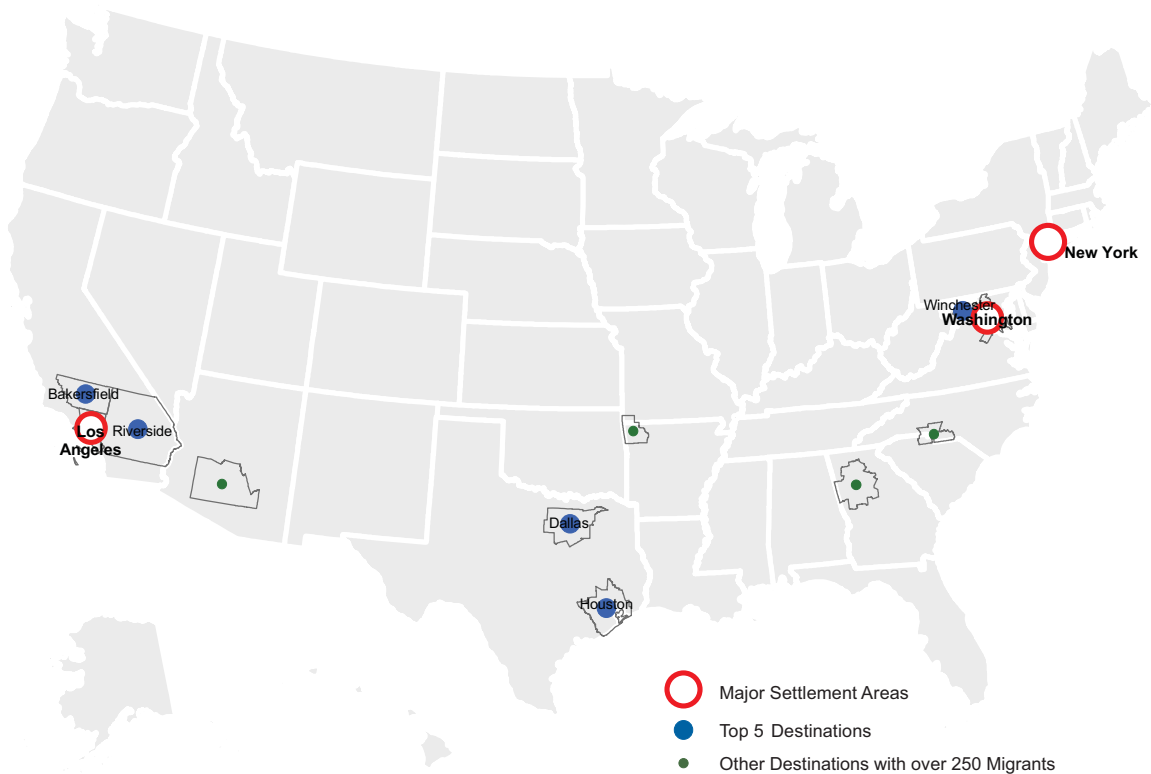 New York
Winchester
Washington
Bakersfield
Los
Angeles
Riverside
Dallas
Houston
Major Settlement Areas
Top 5 Destinations
Other Destinations with over 250 Migrants